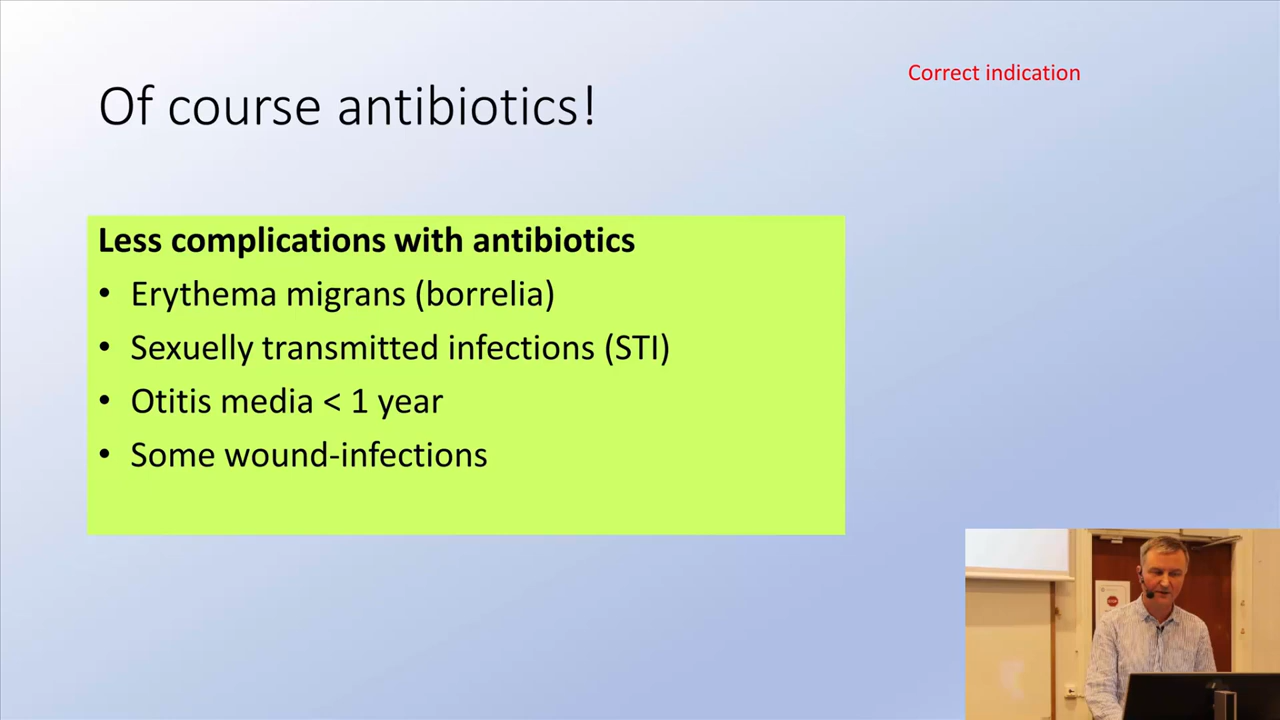 Correct indication
Of course antibiotics!
Less complications with antibiotics
• Erythema migrans (borrelia)
• Sexuelly transmitted infections (STI)
• Otitis media < 1 year
• Some wound-infections